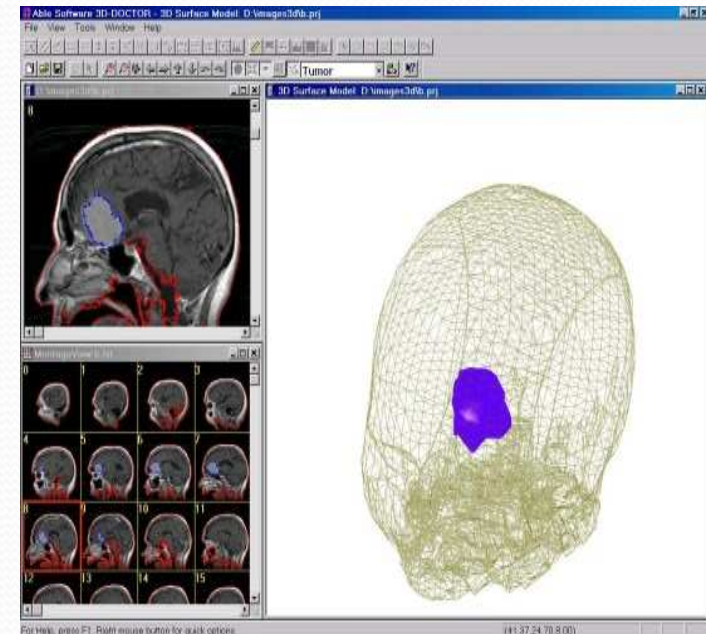 Able Software 3D-DOCTOR - 3D Surface Model: D:\images3d\b.prj
File View Tools Window Help
Tumor
D:\images3d\b.prj
8
3D Surface Model: D:\images3d\b.prj
0 1 2 3
4 5 6 7
8 9 10 11
12 13 14 15
For Help, press F1. Right mouse button for quick options